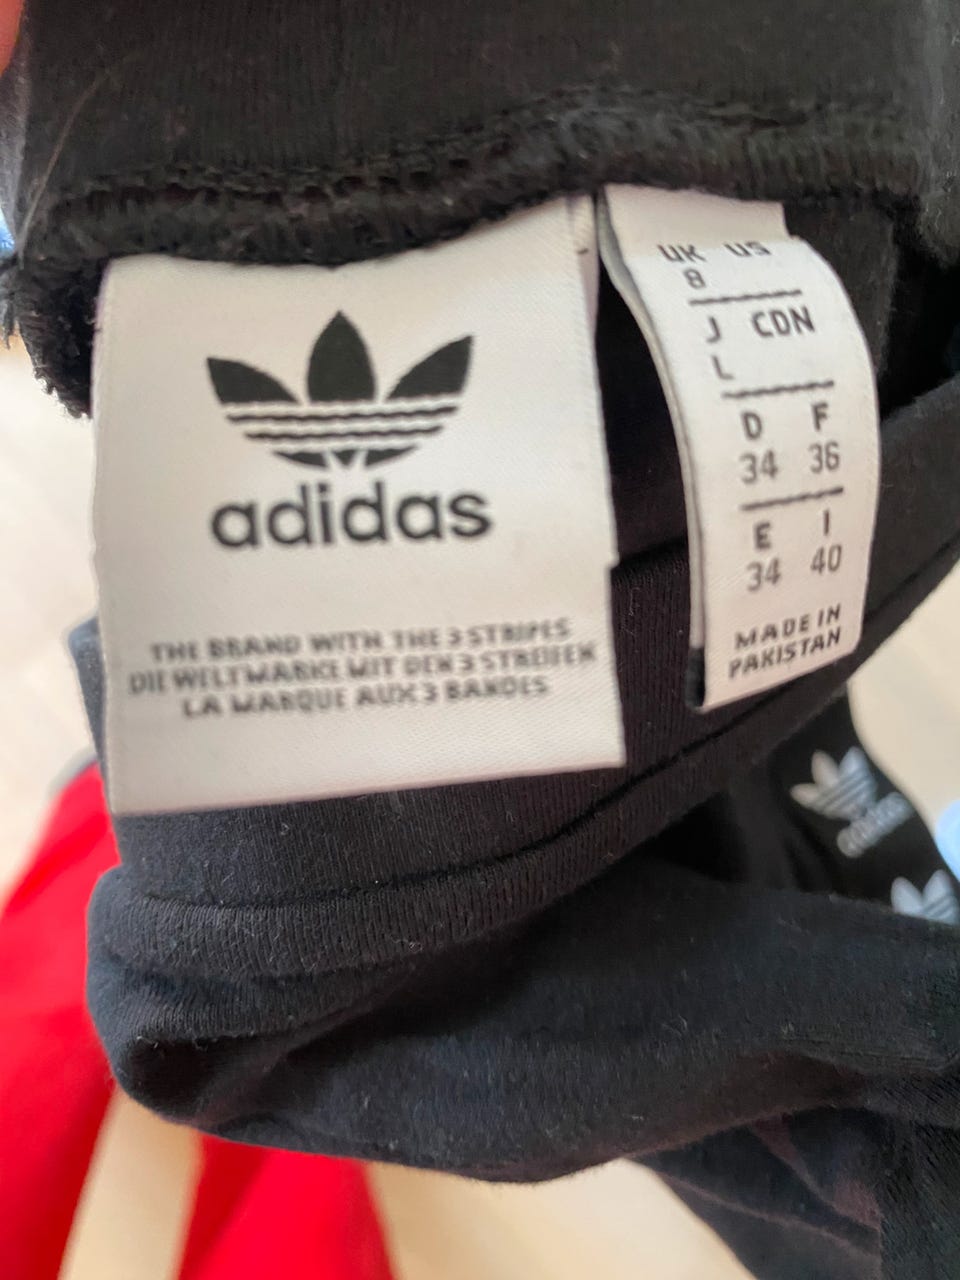 adidas
THE BRAND WITH THE 3 STRIPES
DIE WELTMARKE MIT DEN 3 STREIFEN
LA MARQUE AUX 3 BANDES
UK US
8
J CDN
L
D F
34 36
E I
34 40
MADE IN
PAKISTAN
adidas